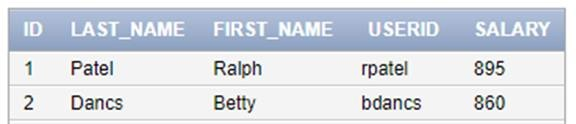 ID LAST_NAME FIRST_NAME USERID SALARY
1 Patel Ralph rpatel 895
2 Dancs Betty bdancs 860